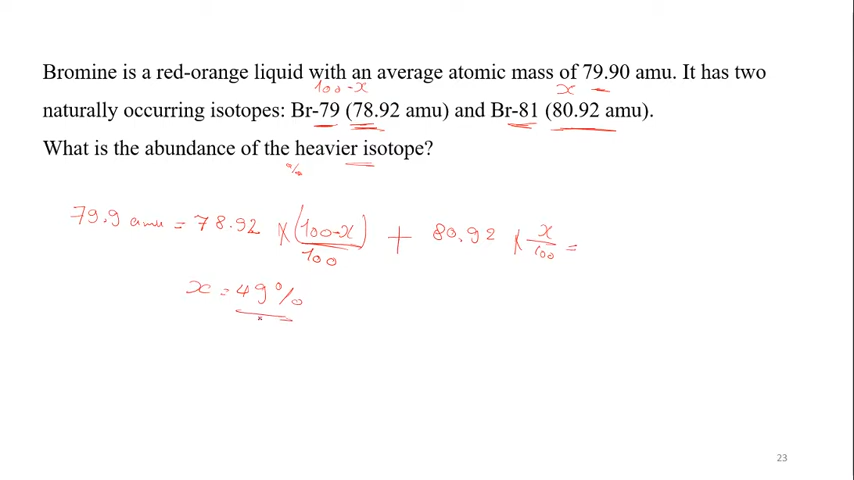 Bromine is a red-orange liquid with an average atomic mass of 79.90 amu. It has two
100-x x
naturally occurring isotopes: Br-79 (78.92 amu) and Br-81 (80.92 amu).
What is the abundance of the heavier isotope?
%
79.9 amu = 78.92 × (100-x)/100 + 80.92 × x/100 =
x = 49%
23